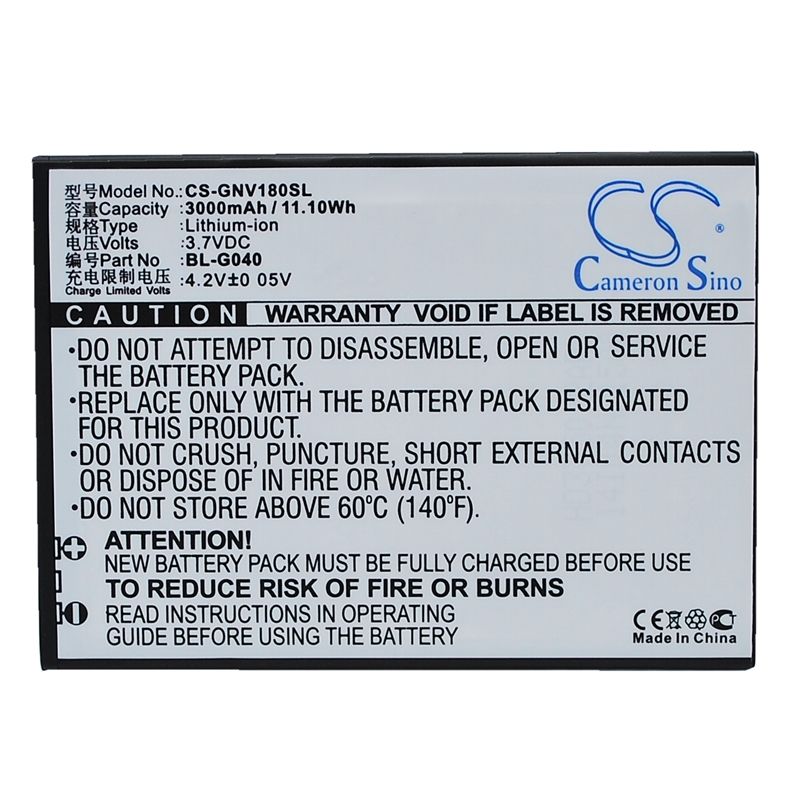 型号Model No.:CS-GNV180SL
容量Capacity: 3000mAh / 11.10Wh
规格Type: Lithium-ion
电压Volts: 3.7VDC
编号Part No BL-G040
充电限制电压: 4.2V±0 05V
Charge Limited Volts
CS ®
Cameron Sino
CAUTION WARRANTY VOID IF LABEL IS REMOVED
•DO NOT ATTEMPT TO DISASSEMBLE, OPEN OR SERVICE
THE BATTERY PACK.
•REPLACE ONLY WITH THE BATTERY PACK DESIGNATED
FOR THIS PRODUCT.
•DO NOT CRUSH, PUNCTURE, SHORT EXTERNAL CONTACTS
OR DISPOSE OF IN FIRE OR WATER.
•DO NOT STORE ABOVE 60ºC (140ºF).
ATTENTION!
NEW BATTERY PACK MUST BE FULLY CHARGED BEFORE USE
TO REDUCE RISK OF FIRE OR BURNS
READ INSTRUCTIONS IN OPERATING
GUIDE BEFORE USING THE BATTERY
CE
Made In China